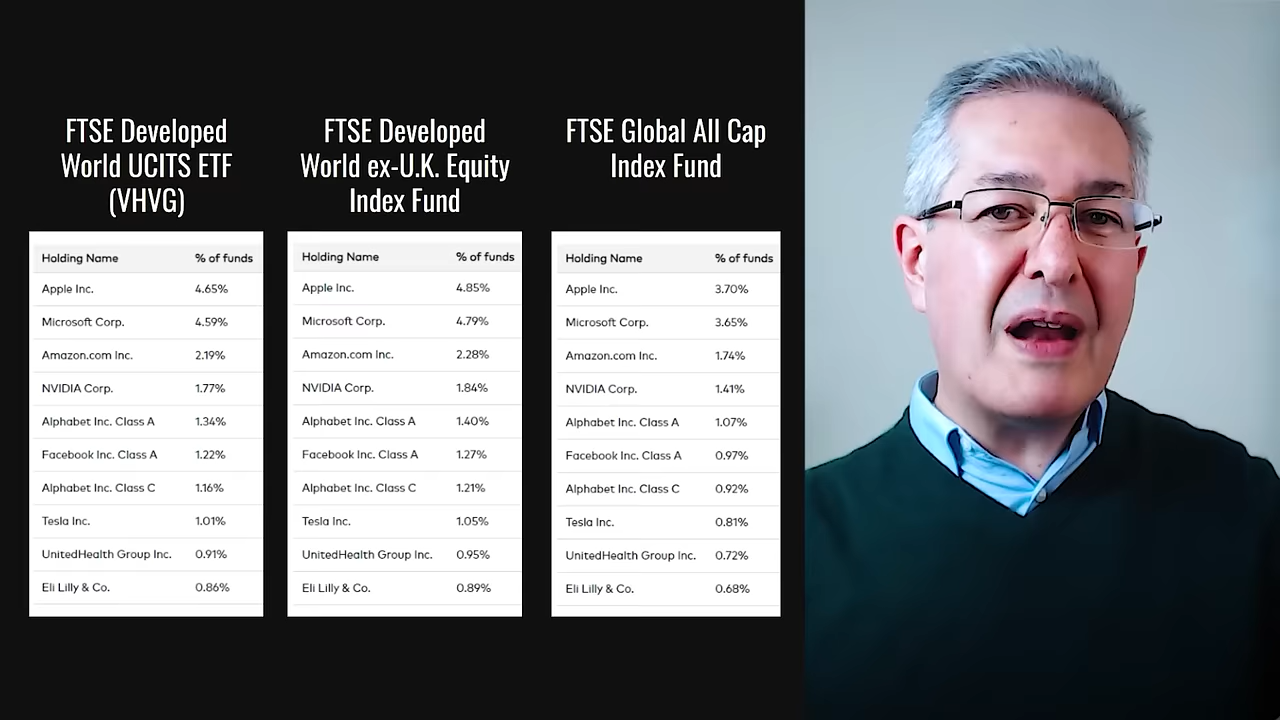 FTSE Developed
World UCITS ETF
(VHVG)
Holding Name % of funds
Apple Inc. 4.65%
Microsoft Corp. 4.59%
Amazon.com Inc. 2.19%
NVIDIA Corp. 1.77%
Alphabet Inc. Class A 1.34%
Facebook Inc. Class A 1.22%
Alphabet Inc. Class C 1.16%
Tesla Inc. 1.01%
UnitedHealth Group Inc. 0.91%
Eli Lilly & Co. 0.86%
FTSE Developed
World ex-U.K. Equity
Index Fund
Holding Name % of funds
Apple Inc. 4.85%
Microsoft Corp. 4.79%
Amazon.com Inc. 2.28%
NVIDIA Corp. 1.84%
Alphabet Inc. Class A 1.40%
Facebook Inc. Class A 1.27%
Alphabet Inc. Class C 1.21%
Tesla Inc. 1.05%
UnitedHealth Group Inc. 0.95%
Eli Lilly & Co. 0.89%
FTSE Global All Cap
Index Fund
Holding Name % of funds
Apple Inc. 3.70%
Microsoft Corp. 3.65%
Amazon.com Inc. 1.74%
NVIDIA Corp. 1.41%
Alphabet Inc. Class A 1.07%
Facebook Inc. Class A 0.97%
Alphabet Inc. Class C 0.92%
Tesla Inc. 0.81%
UnitedHealth Group Inc. 0.72%
Eli Lilly & Co. 0.68%